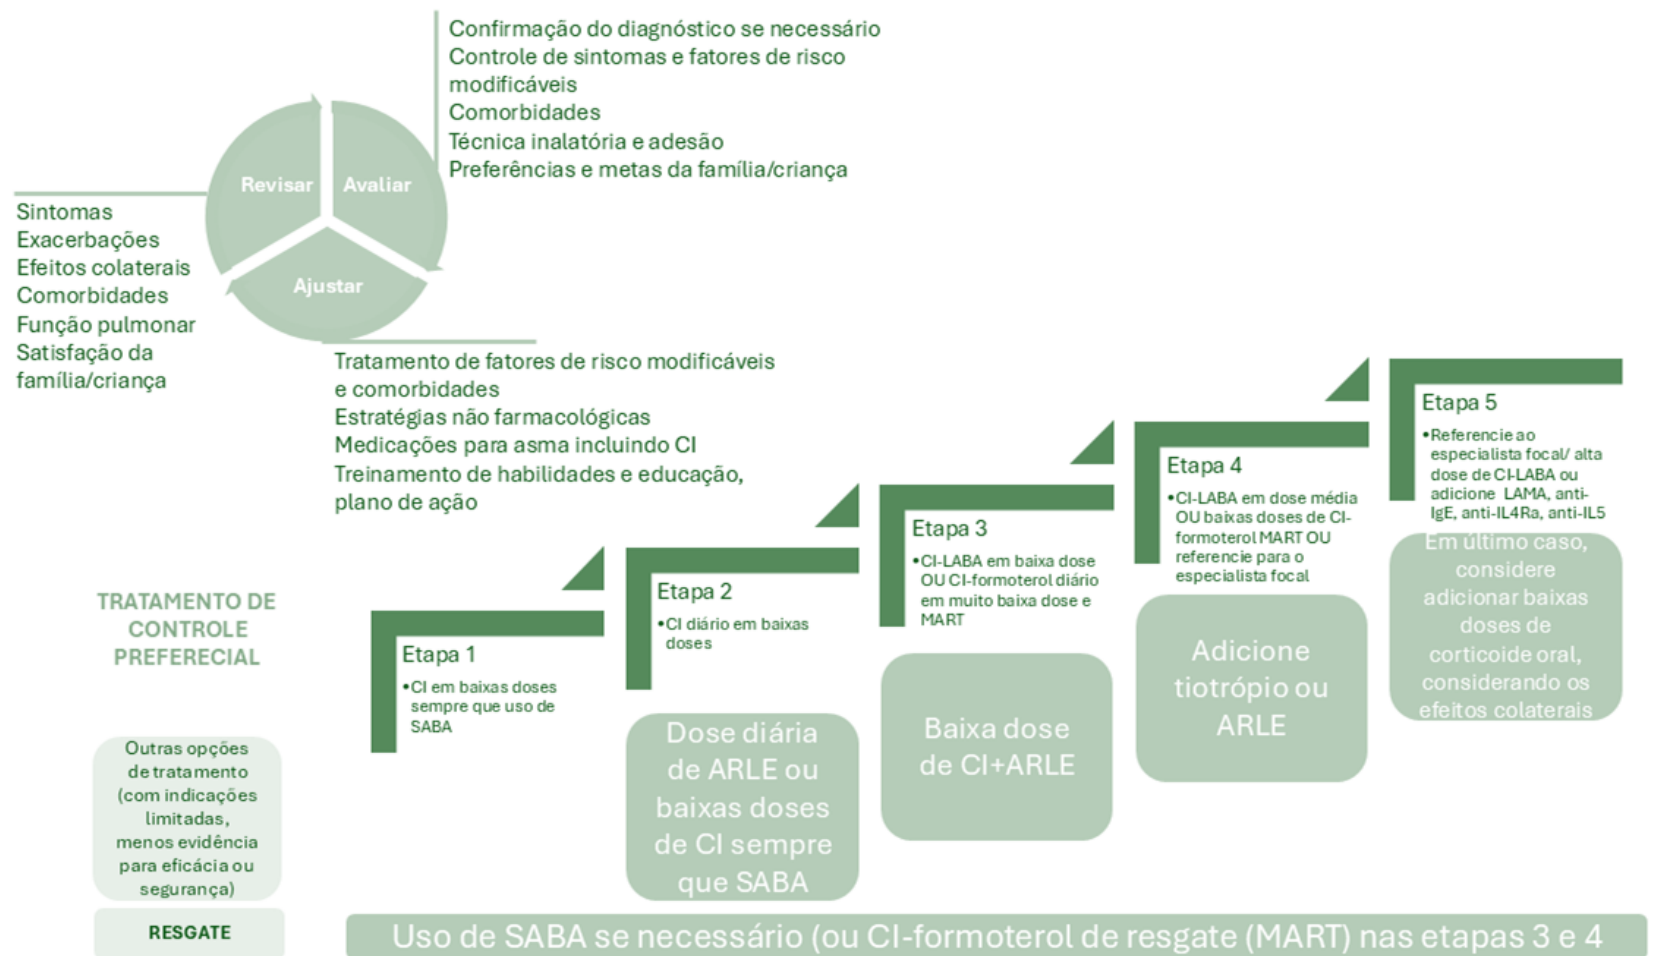 Confirmação do diagnóstico se necessário
Controle de sintomas e fatores de risco
modificáveis
Comorbidades
Técnica inalatória e adesão
Preferências e metas da família/criança
Revisar
Avaliar
Ajustar
Sintomas
Exacerbações
Efeitos colaterais
Comorbidades
Função pulmonar
Satisfação da
família/criança
Tratamento de fatores de risco modificáveis
e comorbidades
Estratégias não farmacológicas
Medicações para asma incluindo CI
Treinamento de habilidades e educação,
plano de ação
TRATAMENTO DE
CONTROLE
PREFERECIAL
Etapa 1
•CI em baixas doses
sempre que uso de
SABA
Etapa 2
•CI diário em baixas
doses
Etapa 3
•CI-LABA em baixa dose
OU CI-formoterol diário
em muito baixa dose e
MART
Etapa 4
•CI-LABA em dose média
OU baixas doses de CI-
formoterol MART OU
referencie para o
especialista focal
Etapa 5
•Referencie ao
especialista focal/ alta
dose de CI-LABA ou
adicione LAMA, anti-
IgE, anti-IL4Ra, anti-IL5
Outras opções
de tratamento
(com indicações
limitadas,
menos evidência
para eficácia ou
segurança)
Dose diária
de ARLE ou
baixas doses
de CI sempre
que SABA
Baixa dose
de CI+ARLE
Adicione
tiotrópio ou
ARLE
Em último caso,
considere
adicionar baixas
doses de
corticoide oral,
considerando os
efeitos colaterais
RESGATE
Uso de SABA se necessário (ou CI-formoterol de resgate (MART) nas etapas 3 e 4